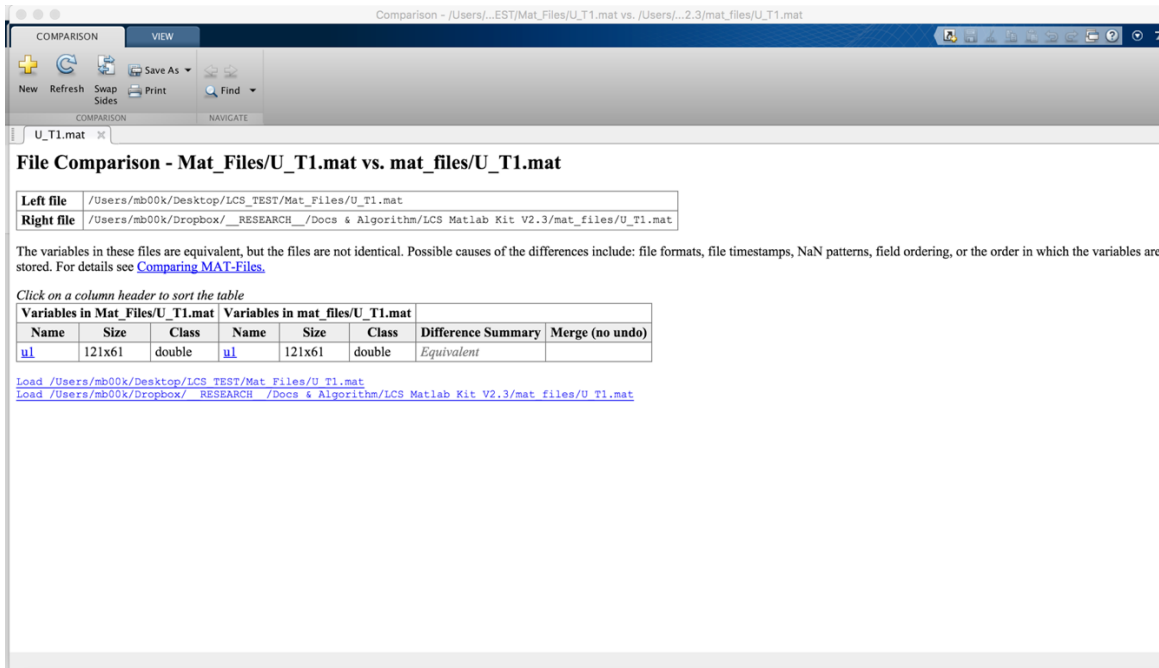 Comparison - /Users/...EST/Mat_Files/U_T1.mat vs. /Users/...2.3/mat_files/U_T1.mat
COMPARISON VIEW
New Refresh Swap Sides Save As Print Find
COMPARISON NAVIGATE
U_T1.mat
File Comparison - Mat_Files/U_T1.mat vs. mat_files/U_T1.mat
Left file /Users/mb00k/Desktop/LCS_TEST/Mat_Files/U_T1.mat
Right file /Users/mb00k/Dropbox/__RESEARCH__/Docs & Algorithm/LCS Matlab Kit V2.3/mat_files/U_T1.mat
The variables in these files are equivalent, but the files are not identical. Possible causes of the differences include: file formats, file timestamps, NaN patterns, field ordering, or the order in which the variables are
stored. For details see Comparing MAT-Files.
Click on a column header to sort the table
Variables in Mat_Files/U_T1.mat Variables in mat_files/U_T1.mat
Name Size Class Name Size Class Difference Summary Merge (no undo)
u1 121x61 double u1 121x61 double Equivalent
Load /Users/mb00k/Desktop/LCS_TEST/Mat_Files/U_T1.mat
Load /Users/mb00k/Dropbox/__RESEARCH__/Docs & Algorithm/LCS Matlab Kit V2.3/mat_files/U_T1.mat